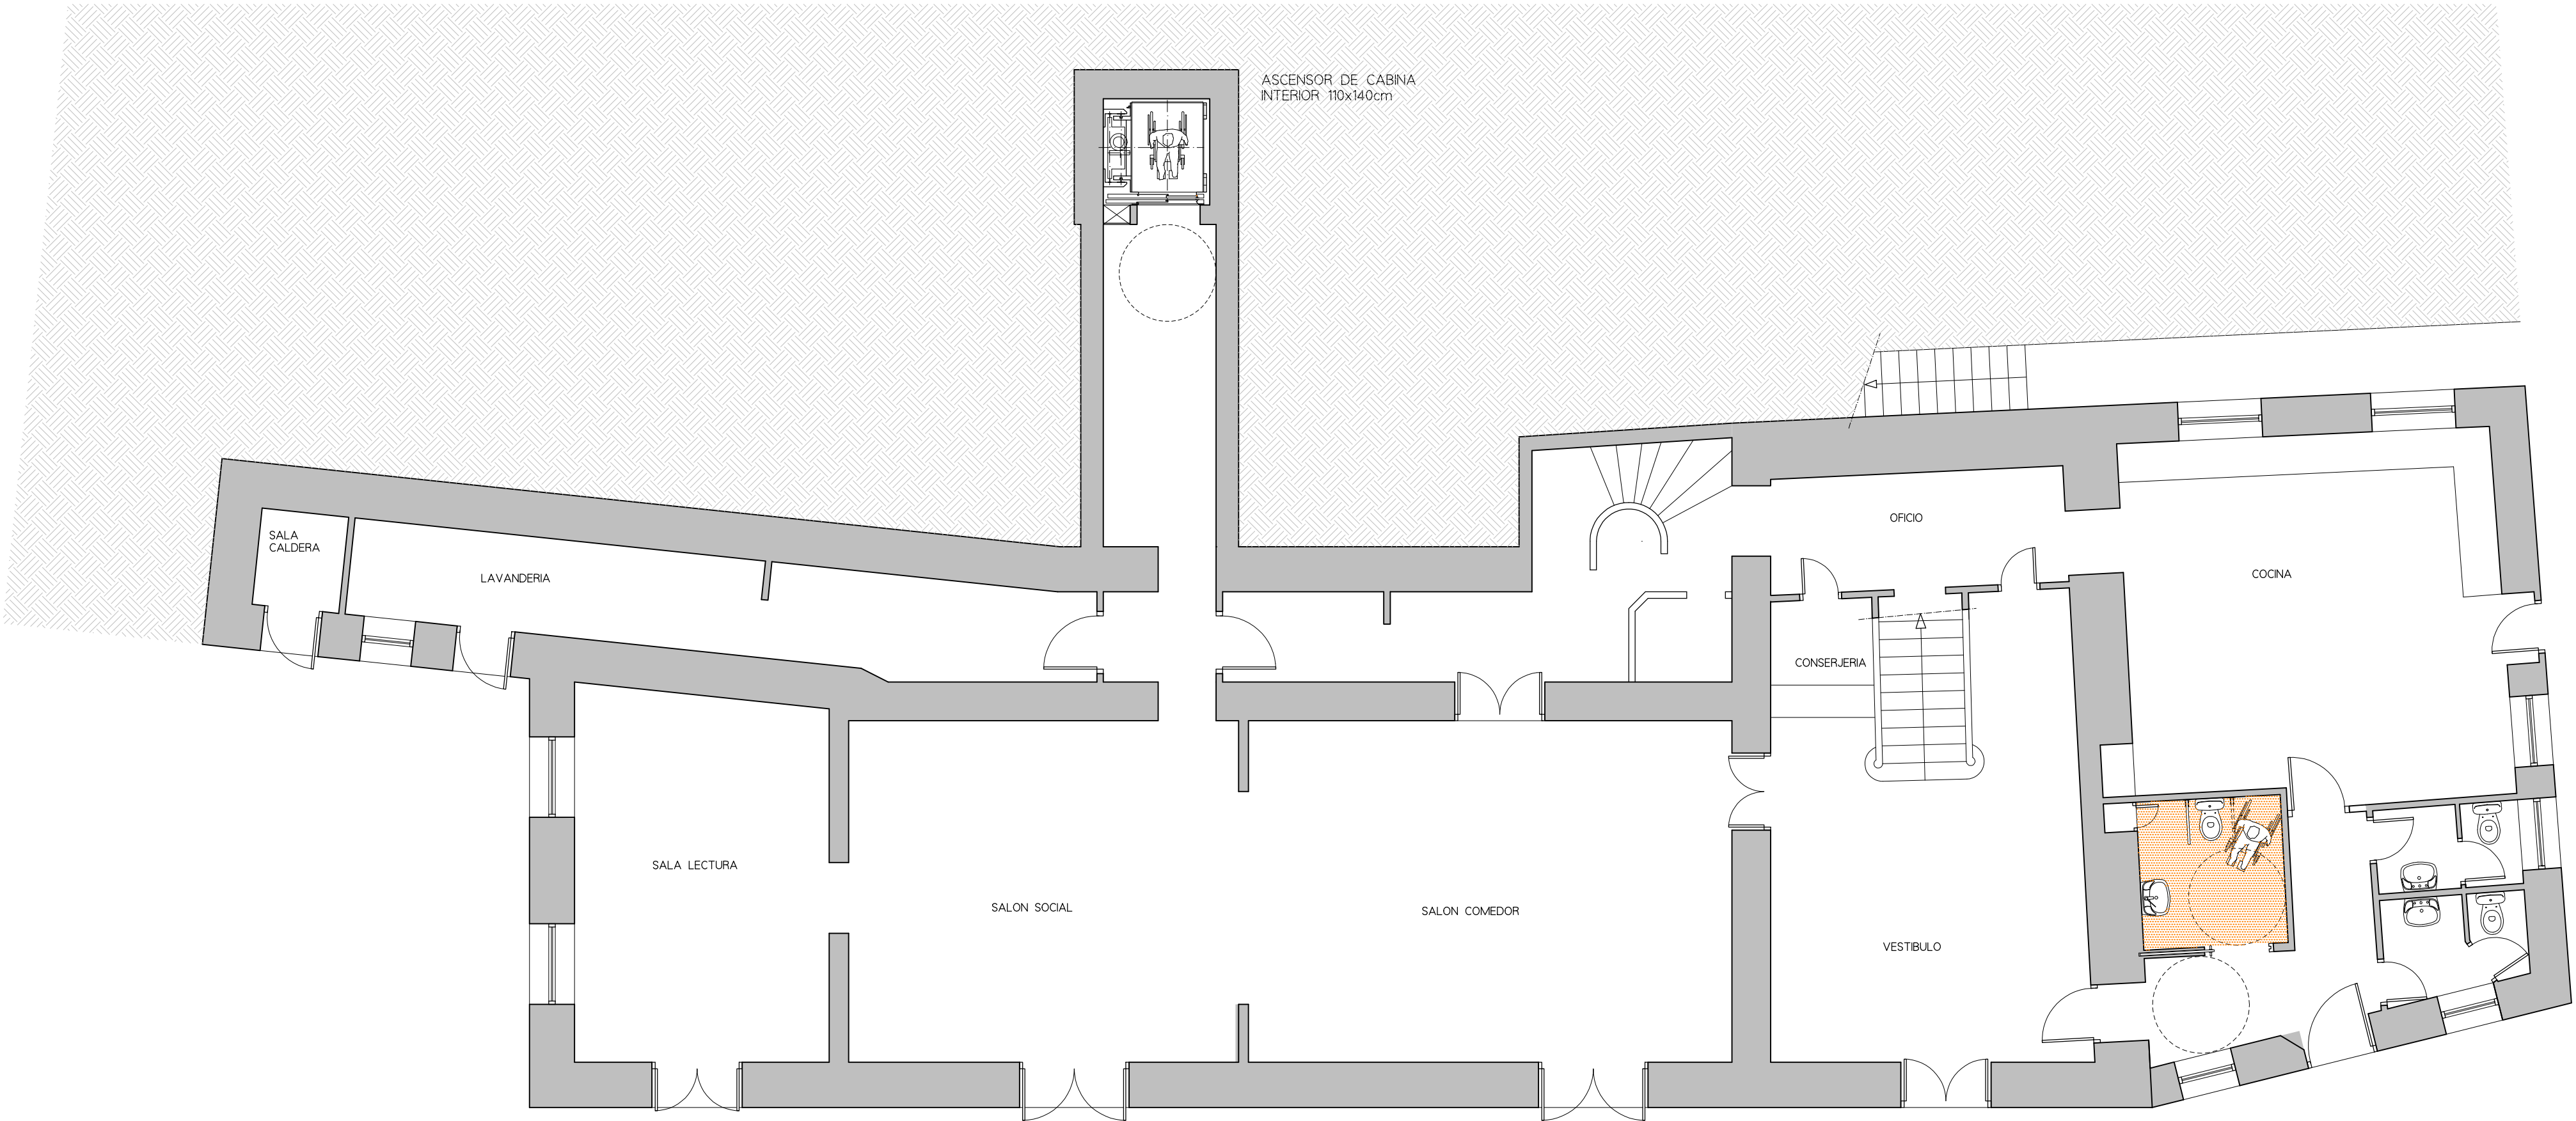 ASCENSOR DE CABINA
INTERIOR 110x140cm
SALA
CALDERA
LAVANDERIA
OFICIO
COCINA
CONSERJERIA
SALA LECTURA
SALON SOCIAL
SALON COMEDOR
VESTIBULO